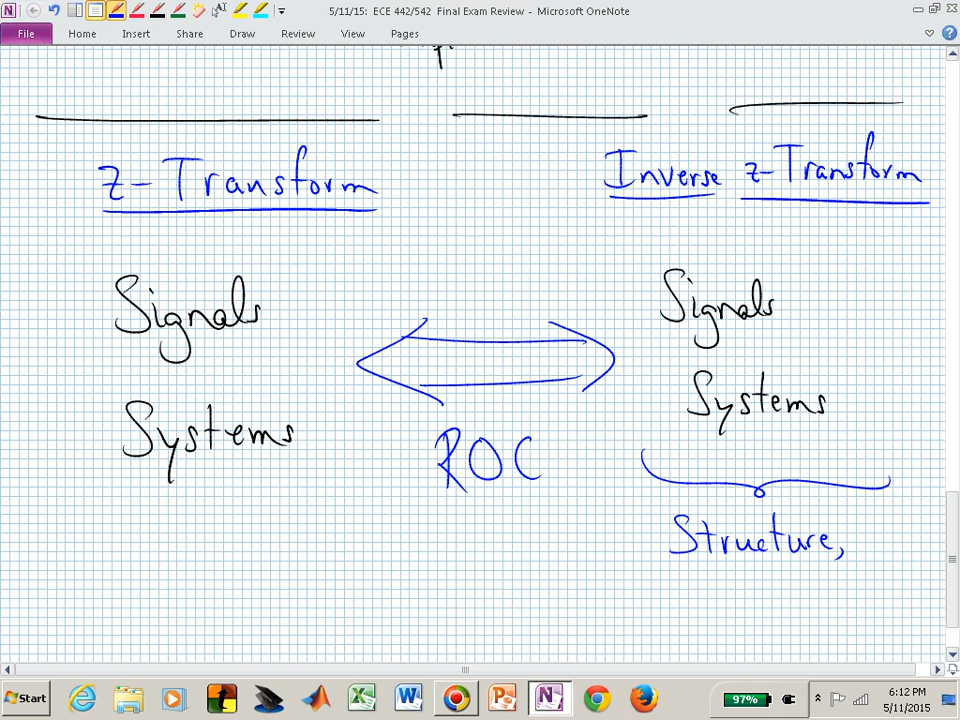 5/11/15: ECE 442/542 Final Exam Review - Microsoft OneNote
File Home Insert Share Draw Review View Pages
z-Transform Inverse z-Transform
Signals Signals
Systems Systems
ROC
Structure,
Start 97% 6:12 PM
5/11/2015